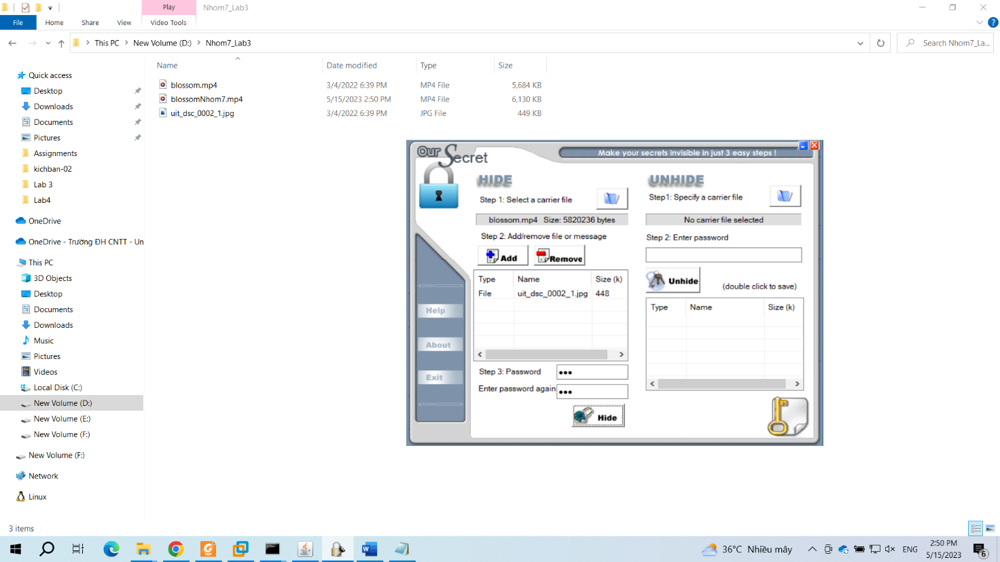 Play
Nhom7_Lab3
File
Home
Share
View
Video Tools
This PC
New Volume (D:)
Nhom7_Lab3
Search Nhom7_La...
Name
Date modified
Type
Size
blossom.mp4
3/4/2022 6:39 PM
MP4 File
5,684 KB
blossomNhom7.mp4
5/15/2023 2:50 PM
MP4 File
6,130 KB
uit_dsc_0002_1.jpg
3/4/2022 6:39 PM
JPG File
449 KB
Quick access
Desktop
Downloads
Documents
Pictures
Assignments
kichban-02
Lab 3
Lab4
OneDrive
OneDrive - Trường ĐH CNTT - Un
This PC
3D Objects
Desktop
Documents
Downloads
Music
Pictures
Videos
Local Disk (C:)
New Volume (D:)
New Volume (E:)
New Volume (F:)
New Volume (F:)
Network
Linux
3 items
Our Secret
Make your secrets invisible in just 3 easy steps !
HIDE
Step 1: Select a carrier file
blossom.mp4 Size: 5820236 bytes
Step 2: Add/remove file or message
Add
Remove
Type
Name
Size (k)
File
uit_dsc_0002_1.jpg
448
Step 3: Password
●●●
Enter password again
●●●
Hide
UNHIDE
Step1: Specify a carrier file
No carrier file selected
Step 2: Enter password
Unhide
(double click to save)
Type
Name
Size (k)
Help
About
Exit
36°C Nhiều mây
ENG
2:50 PM
5/15/2023
6